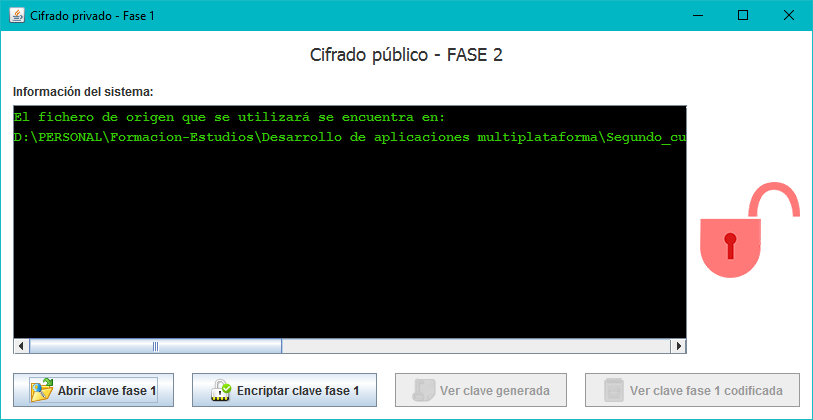 Cifrado privado - Fase 1
Cifrado público - FASE 2
Información del sistema:
El fichero de origen que se utilizará se encuentra en:
D:\PERSONAL\Formacion-Estudios\Desarrollo de aplicaciones multiplataforma\Segundo_cu
Abrir clave fase 1
Encriptar clave fase 1
Ver clave generada
Ver clave fase 1 codificada